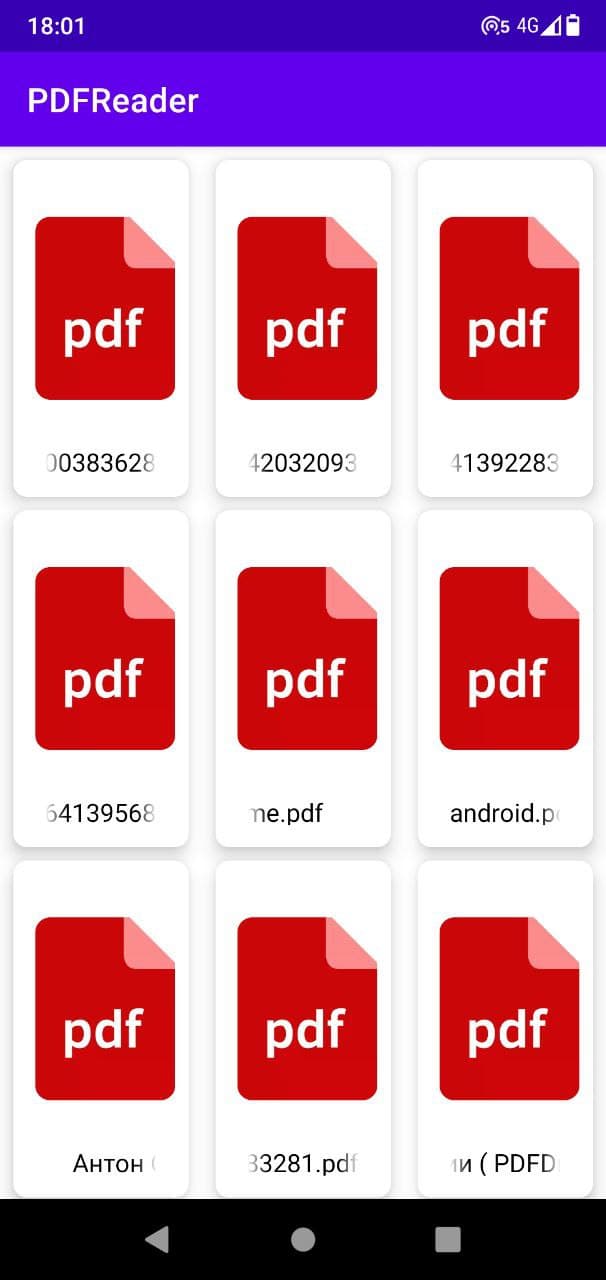 18:01
5 4G
PDFReader
pdf pdf pdf
00383628 42032093 41392283
pdf pdf pdf
64139568 me.pdf android.p
pdf pdf pdf
Антон 33281.pdf и ( PDFD